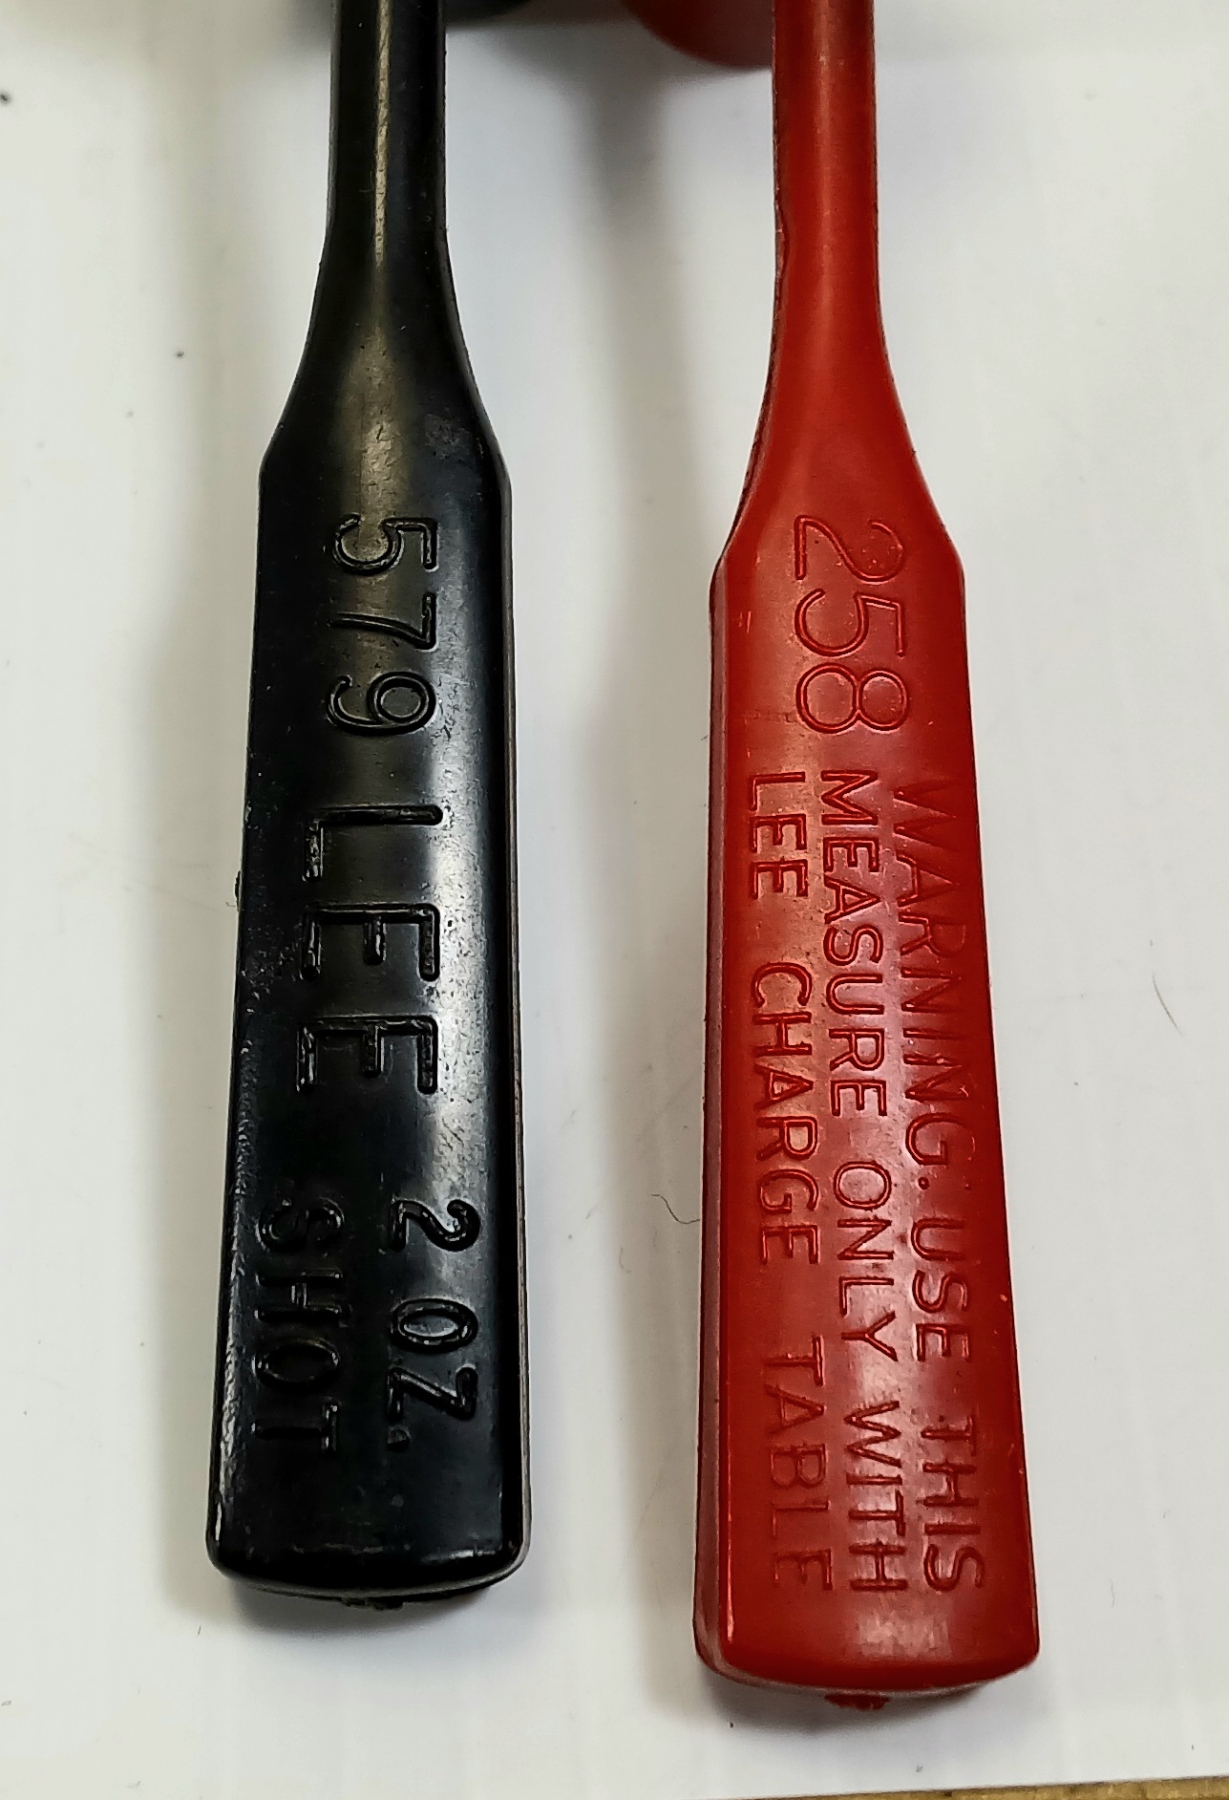 579 LEE
2 OZ.
SHOT
258
WARNING. USE THIS
MEASURE ONLY WITH
LEE CHARGE TABLE